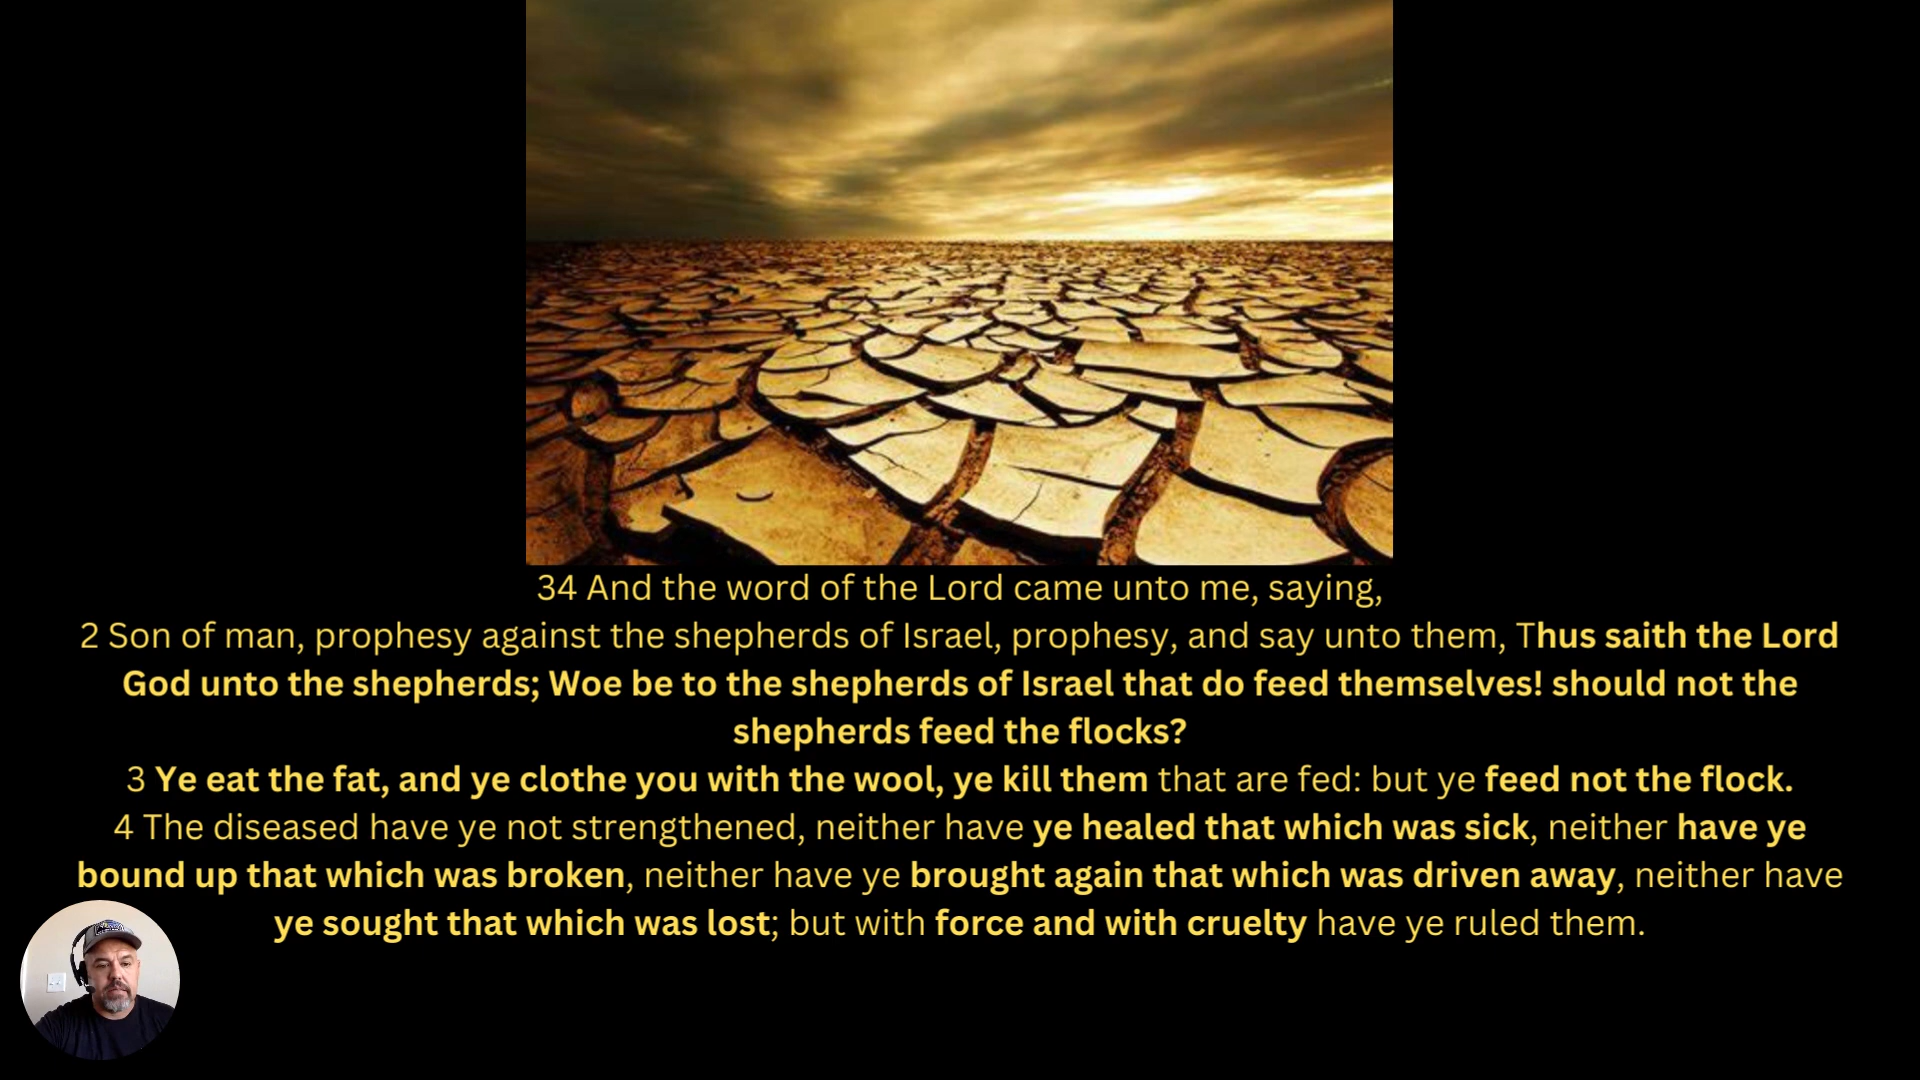 34 And the word of the Lord came unto me, saying,
2 Son of man, prophesy against the shepherds of Israel, prophesy, and say unto them, Thus saith the Lord
God unto the shepherds; Woe be to the shepherds of Israel that do feed themselves! should not the
shepherds feed the flocks?
3 Ye eat the fat, and ye clothe you with the wool, ye kill them that are fed: but ye feed not the flock.
4 The diseased have ye not strengthened, neither have ye healed that which was sick, neither have ye
bound up that which was broken, neither have ye brought again that which was driven away, neither have
ye sought that which was lost; but with force and with cruelty have ye ruled them.